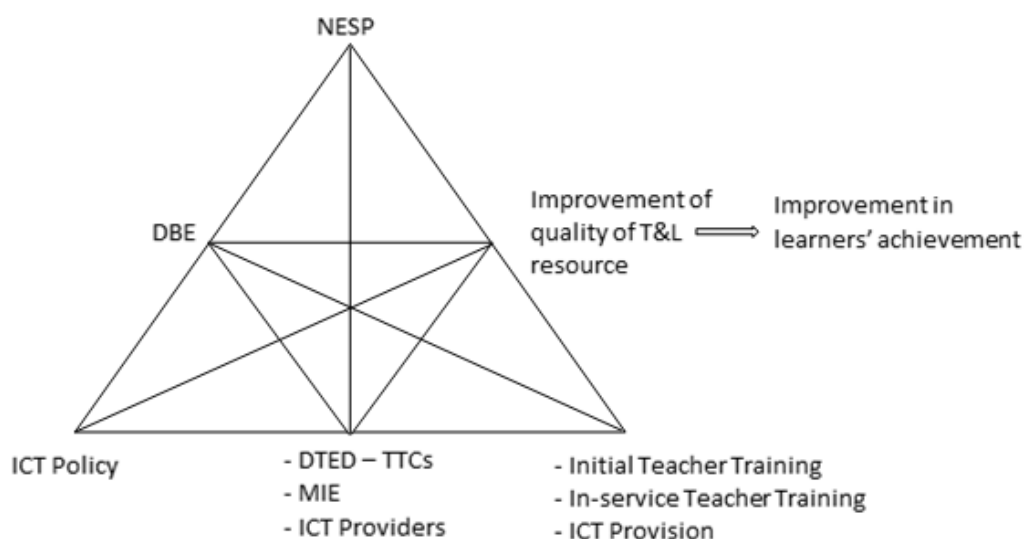 NESP
DBE
Improvement of
quality of T&L
resource
Improvement in
learners’ achievement
ICT Policy
- DTED – TTCs
- MIE
- ICT Providers
- Initial Teacher Training
- In-service Teacher Training
- ICT Provision